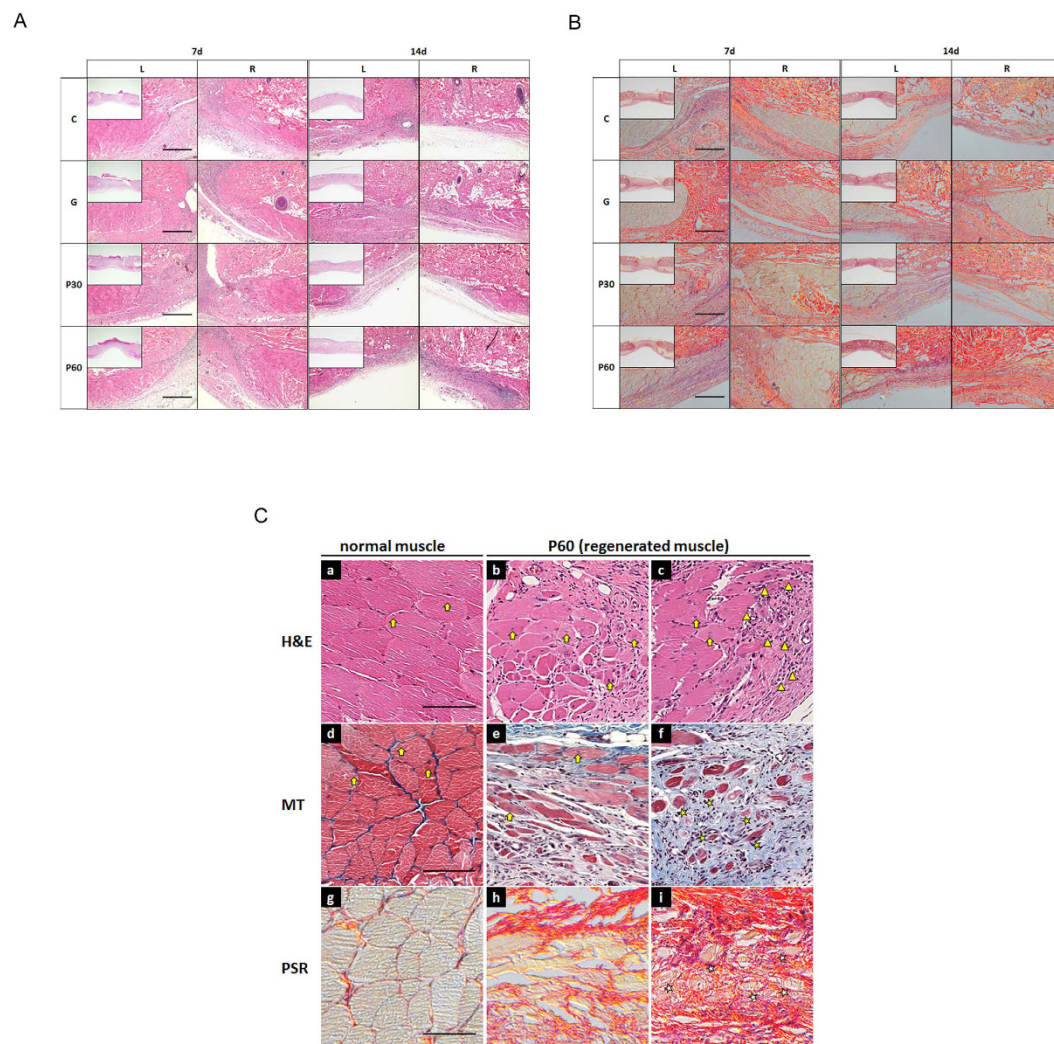 A
7d 14d
L R L R
C
G
P30
P60
B
7d 14d
L R L R
C
G
P30
P60
C
normal muscle P60 (regenerated muscle)
a b c
H&E
d e f
MT
g h i
PSR